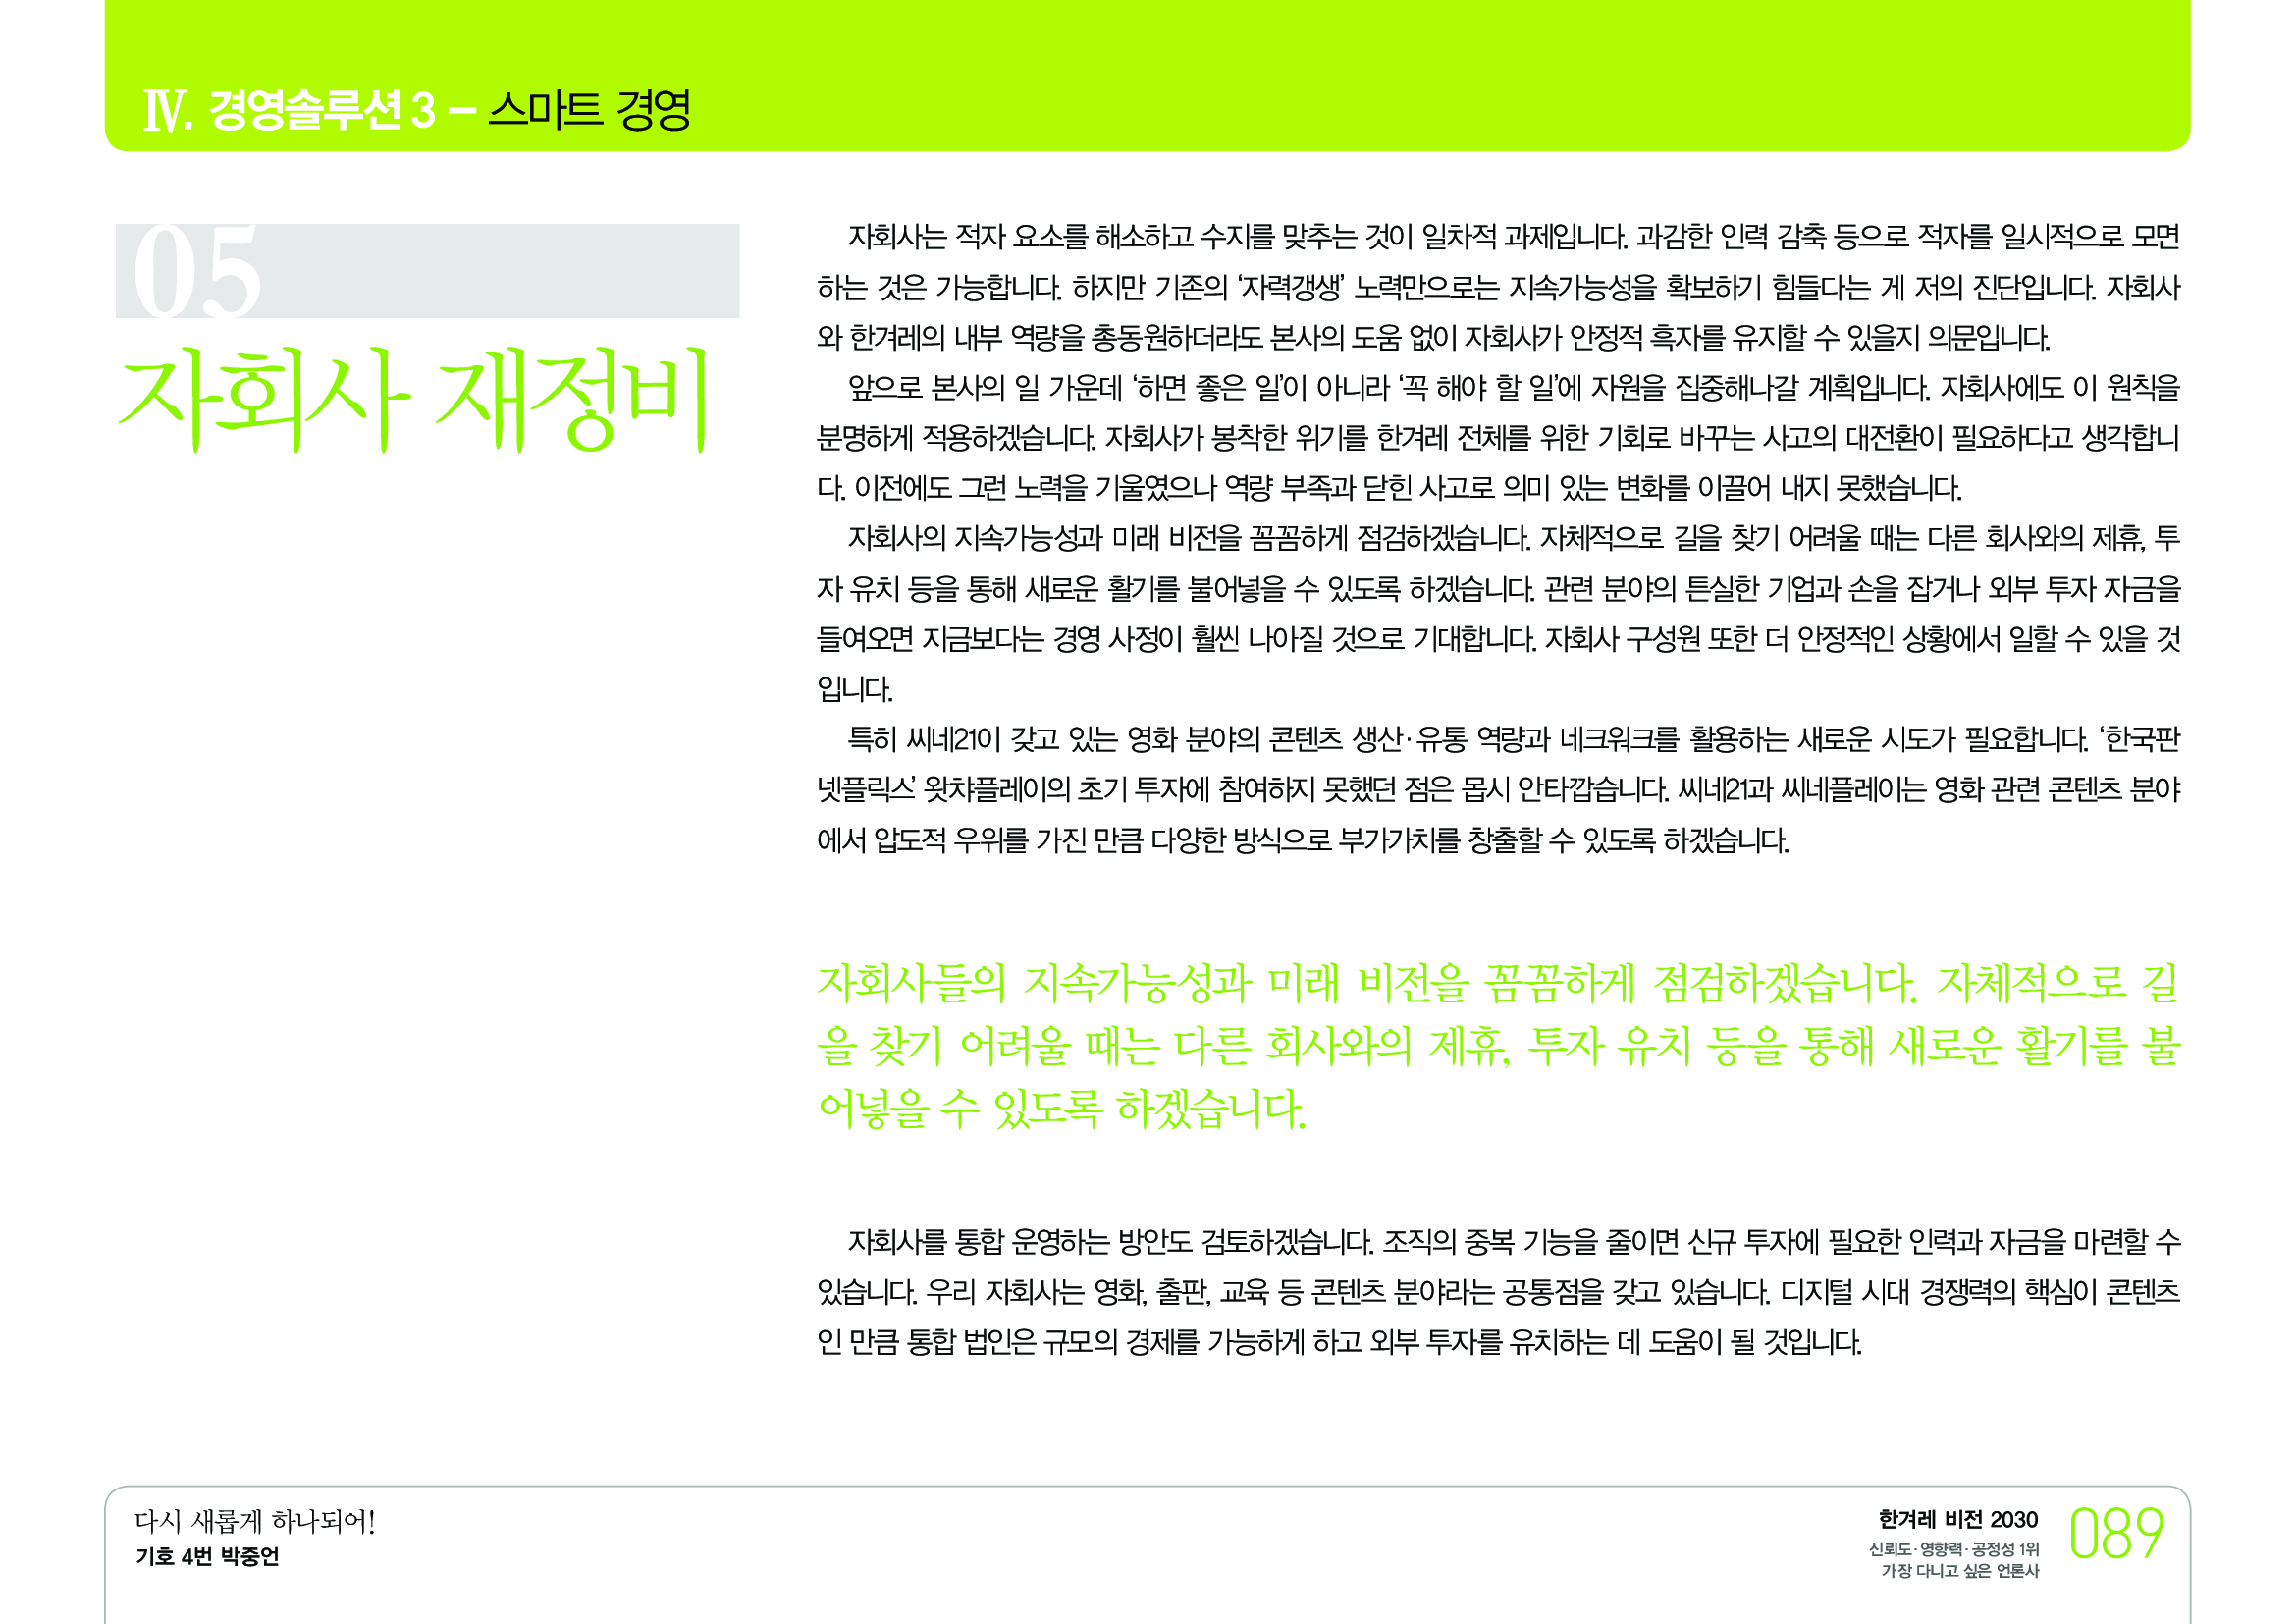 Ⅳ. 경영솔루션 3 – 스마트 경영
05
자회사 재정비
자회사는 적자 요소를 해소하고 수지를 맞추는 것이 일차적 과제입니다. 과감한 인력 감축 등으로 적자를 일시적으로 모면
하는 것은 가능합니다. 하지만 기존의 ‘자력갱생’ 노력만으로는 지속가능성을 확보하기 힘들다는 게 저의 진단입니다. 자회사
와 한겨레의 내부 역량을 총동원하더라도 본사의 도움 없이 자회사가 안정적 흑자를 유지할 수 있을지 의문입니다.
앞으로 본사의 일 가운데 ‘하면 좋은 일’이 아니라 ‘꼭 해야 할 일’에 자원을 집중해나갈 계획입니다. 자회사에도 이 원칙을
분명하게 적용하겠습니다. 자회사가 봉착한 위기를 한겨레 전체를 위한 기회로 바꾸는 사고의 대전환이 필요하다고 생각합니
다. 이전에도 그런 노력을 기울였으나 역량 부족과 닫힌 사고로 의미 있는 변화를 이끌어 내지 못했습니다.
자회사의 지속가능성과 미래 비전을 꼼꼼하게 점검하겠습니다. 자체적으로 길을 찾기 어려울 때는 다른 회사와의 제휴, 투
자 유치 등을 통해 새로운 활기를 불어넣을 수 있도록 하겠습니다. 관련 분야의 튼실한 기업과 손을 잡거나 외부 투자 자금을
들여오면 지금보다는 경영 사정이 훨씬 나아질 것으로 기대합니다. 자회사 구성원 또한 더 안정적인 상황에서 일할 수 있을 것
입니다.
특히 씨네21이 갖고 있는 영화 분야의 콘텐츠 생산·유통 역량과 네크워크를 활용하는 새로운 시도가 필요합니다. ‘한국판
넷플릭스’ 왓챠플레이의 초기 투자에 참여하지 못했던 점은 몹시 안타깝습니다. 씨네21과 씨네플레이는 영화 관련 콘텐츠 분야
에서 압도적 우위를 가진 만큼 다양한 방식으로 부가가치를 창출할 수 있도록 하겠습니다.
자회사들의 지속가능성과 미래 비전을 꼼꼼하게 점검하겠습니다. 자체적으로 길
을 찾기 어려울 때는 다른 회사와의 제휴, 투자 유치 등을 통해 새로운 활기를 불
어넣을 수 있도록 하겠습니다.
자회사를 통합 운영하는 방안도 검토하겠습니다. 조직의 중복 기능을 줄이면 신규 투자에 필요한 인력과 자금을 마련할 수
있습니다. 우리 자회사는 영화, 출판, 교육 등 콘텐츠 분야라는 공통점을 갖고 있습니다. 디지털 시대 경쟁력의 핵심이 콘텐츠
인 만큼 통합 법인은 규모의 경제를 가능하게 하고 외부 투자를 유치하는 데 도움이 될 것입니다.
다시 새롭게 하나되어!
기호 4번 박중언
한겨레 비전 2030
신뢰도·영향력·공정성 1위
가장 다니고 싶은 언론사
089